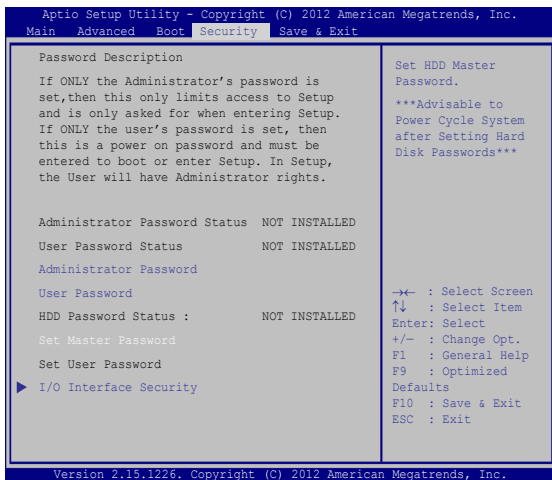 Aptio Setup Utility - Copyright (C) 2012 American Megatrends, Inc.
Main Advanced Boot Security Save & Exit
Password Description
If ONLY the Administrator's password is
set,then this only limits access to Setup
and is only asked for when entering Setup.
If ONLY the user's password is set, then
this is a power on password and must be
entered to boot or enter Setup. In Setup,
the User will have Administrator rights.
Administrator Password Status NOT INSTALLED
User Password Status NOT INSTALLED
Administrator Password
User Password
HDD Password Status : NOT INSTALLED
Set Master Password
Set User Password
I/O Interface Security
Set HDD Master
Password.
***Advisable to
Power Cycle System
after Setting Hard
Disk Passwords***
→← : Select Screen
↑↓ : Select Item
Enter: Select
+/— : Change Opt.
F1 : General Help
F9 : Optimized
Defaults
F10 : Save & Exit
ESC : Exit
Version 2.15.1226. Copyright (C) 2012 American Megatrends, Inc.